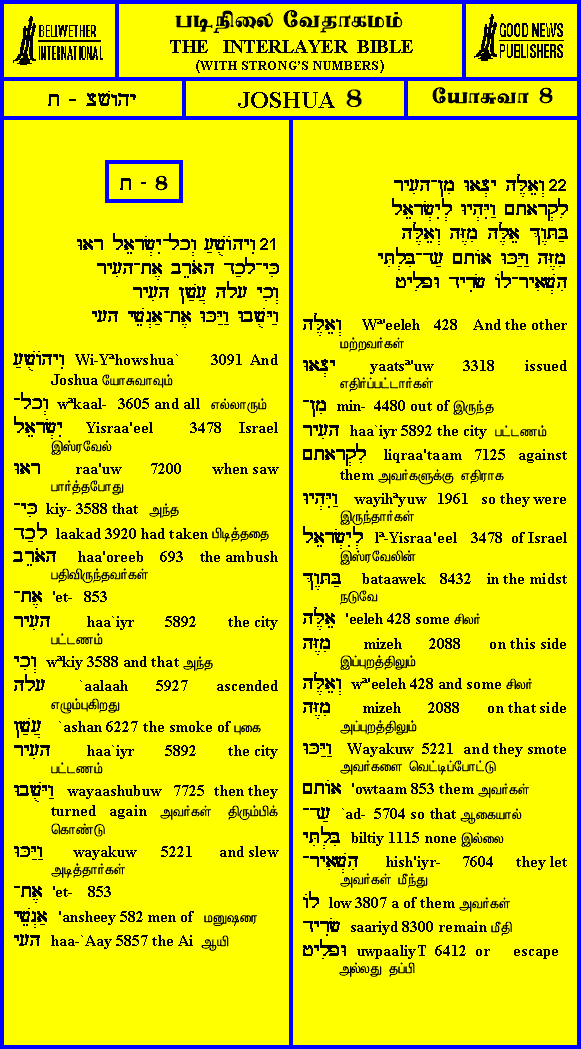 BELLWETHER
INTERNATIONAL
படிநிலை வேதாகமம்
THE INTERLAYER BIBLE
(WITH STRONG'S NUMBERS)
GOOD NEWS
PUBLISHERS
יהושצ - ח
JOSHUA 8
யோசுவா 8
ח - 8
21 וִיהוֹשֻׁעַ וְכָל־יִשְׂרָאֵל רָאוּ
כִּי־לָכַד הָאֹרֵב אֶת־הָעִיר
וְכִי עָלָה עֲשַׁן הָעִיר
וַיָּשֻׁבוּ וַיַּכּוּ אֶת־אַנְשֵׁי הָעִי
וִיהוֹשֻׁעַ Wi-Yªhowshua` 3091 And
Joshua யோசுவாவும்
וְכָל־ wªkaal- 3605 and all எல்லாரும்
יִשְׂרָאֵל Yisraa'eel 3478 Israel
இஸ்ரவேல்
רָאוּ raa'uw 7200 when saw
பார்த்தபோது
כִּי־ kiy- 3588 that அந்த
לָכַד laakad 3920 had taken பிடித்ததை
הָאֹרֵב haa'oreeb 693 the ambush
பதிவிருந்தவர்கள்
אֶת־ 'et- 853
הָעִיר haa`iyr 5892 the city
பட்டணம்
וְכִי wªkiy 3588 and that அந்த
עָלָה `aalaah 5927 ascended
எழும்புகிறது
עֲשַׁן `ashan 6227 the smoke of புகை
הָעִיר haa`iyr 5892 the city
பட்டணம்
וַיָּשֻׁבוּ wayaashubuw 7725 then they
turned again அவர்கள் திரும்பிக்
கொண்டு
וַיַּכּוּ wayakuw 5221 and slew
அடித்தார்கள்
אֶת־ 'et- 853
אַנְשֵׁי 'ansheey 582 men of மனுஷரை
הָעִי haa-`Aay 5857 the Ai ஆயி
22 וְאֵלֶּה יָצְאוּ מִן־הָעִיר
לִקְרָאתָם וַיִּהְיוּ לְיִשְׂרָאֵל
בַּתָּוֶךְ אֵלֶּה מִזֶּה וְאֵלֶּה
מִזֶּה וַיַּכּוּ אוֹתָם עַד־בִּלְתִּי
הִשְׁאִיר־לוֹ שָׂרִיד וּפָלִיט
וְאֵלֶּה Wª'eeleh 428 And the other
மற்றவர்கள்
יָצְאוּ yaatsª'uw 3318 issued
எதிர்ப்பட்டார்கள்
מִן־ min- 4480 out of இருந்த
הָעִיר haa`iyr 5892 the city பட்டணம்
לִקְרָאתָם liqraa'taam 7125 against
them அவர்களுக்கு எதிராக
וַיִּהְיוּ wayihªyuw 1961 so they were
இருந்தார்கள்
לְיִשְׂרָאֵל lª-Yisraa'eel 3478 of Israel
இஸ்ரவேலின்
בַּתָּוֶךְ bataawek 8432 in the midst
நடுவே
אֵלֶּה 'eeleh 428 some சிலர்
מִזֶּה mizeh 2088 on this side
இப்புறத்திலும்
וְאֵלֶּה wª'eeleh 428 and some சிலர்
מִזֶּה mizeh 2088 on that side
அப்புறத்திலும்
וַיַּכּוּ Wayakuw 5221 and they smote
அவர்களை வெட்டிப்போட்டு
אוֹתָם 'owtaam 853 them அவர்கள்
עַד־ `ad- 5704 so that ஆகையால்
בִּלְתִּי biltiy 1115 none இல்லை
הִשְׁאִיר־ hish'iyr- 7604 they let
அவர்கள் மீந்து
לוֹ low 3807 a of them அவர்கள்
שָׂרִיד saariyd 8300 remain மீதி
וּפָלִיט uwpaaliyT 6412 or escape
அல்லது தப்பி